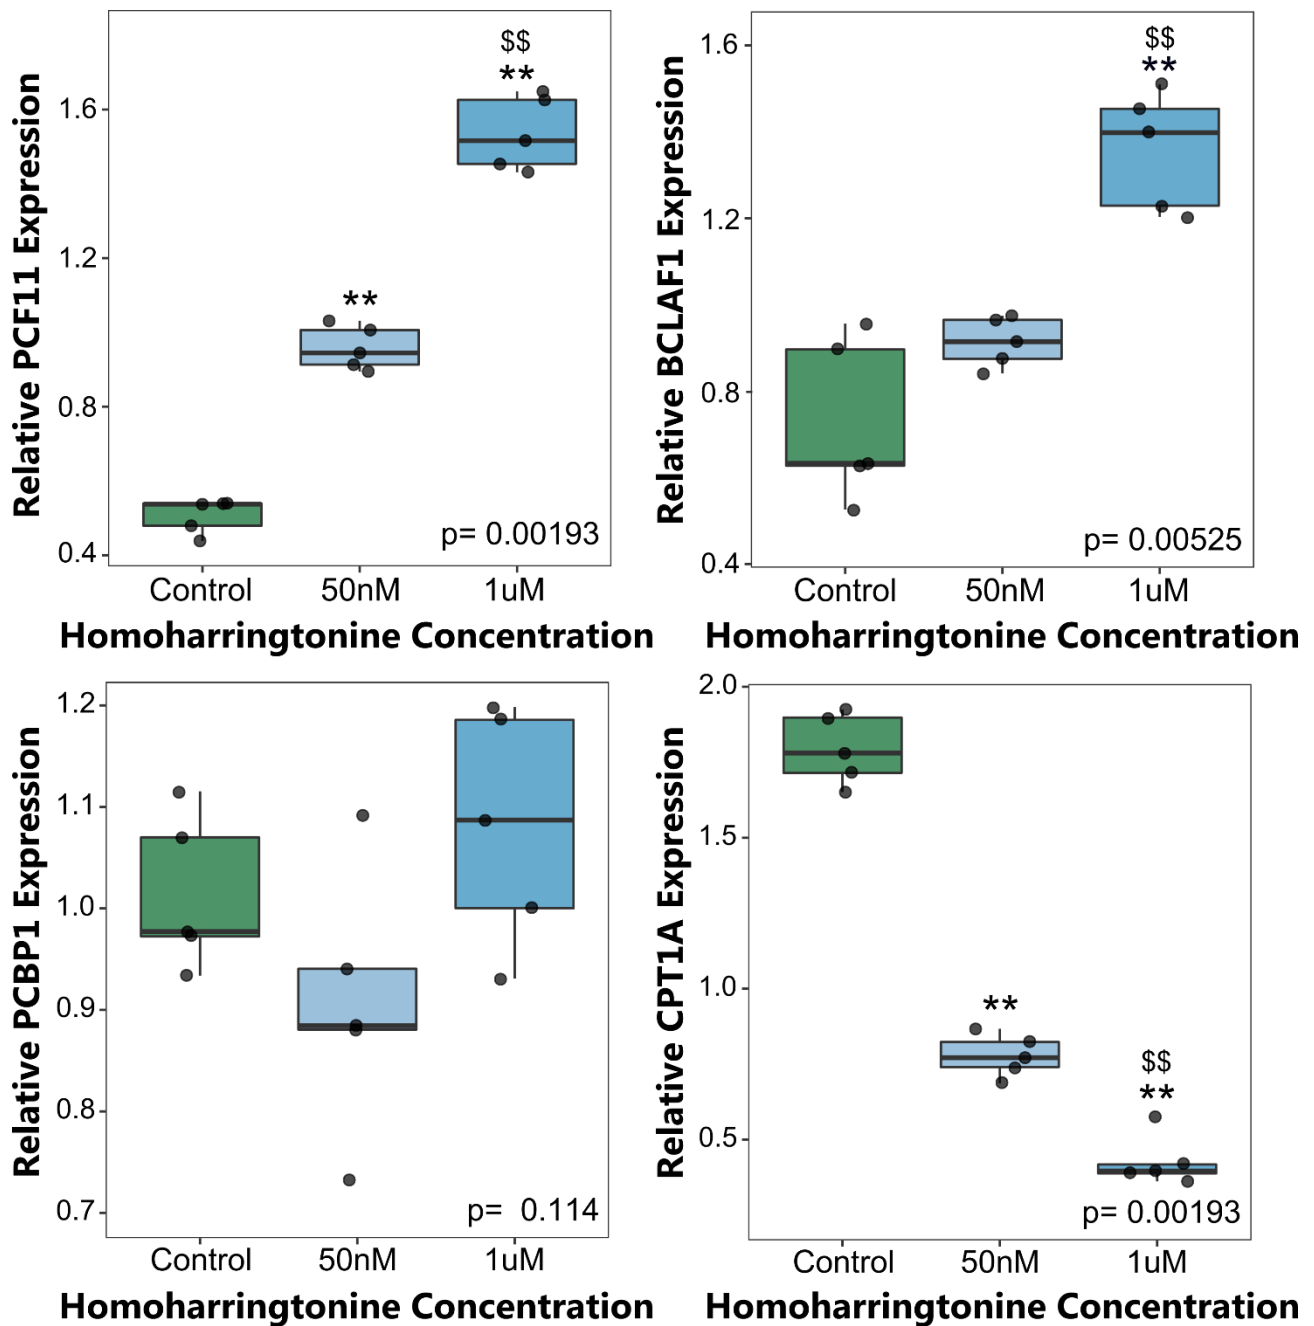 Relative PCF11 Expression
1.6
1.2
0.8
0.4
$$
**
**
p= 0.00193
Control 50nM 1uM
Homoharringtonine Concentration
Relative BCLAF1 Expression
1.6
1.2
0.8
0.4
$$
**
p= 0.00525
Control 50nM 1uM
Homoharringtonine Concentration
Relative PCBP1 Expression
1.2
1.1
1.0
0.9
0.8
0.7
p= 0.114
Control 50nM 1uM
Homoharringtonine Concentration
Relative CPT1A Expression
2.0
1.5
1.0
0.5
**
$$
**
p= 0.00193
Control 50nM 1uM
Homoharringtonine Concentration